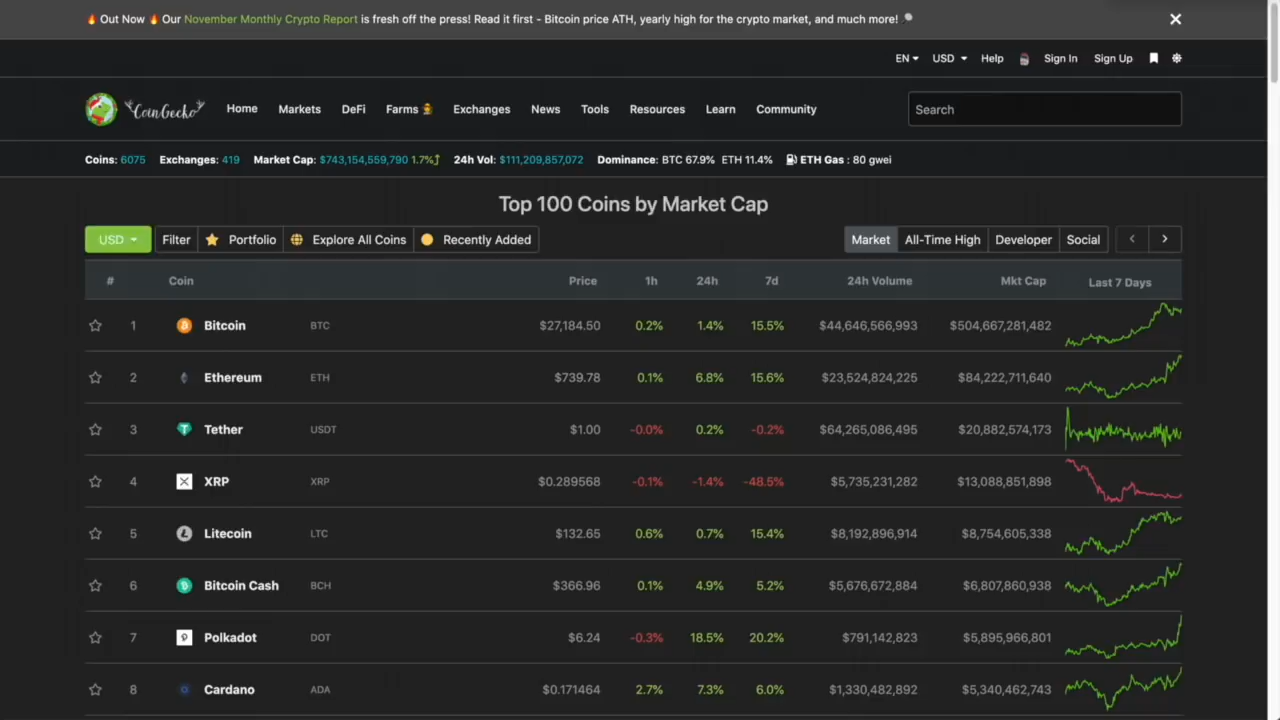 🔥 Out Now 🔥 Our November Monthly Crypto Report is fresh off the press! Read it first - Bitcoin price ATH, yearly high for the crypto market, and much more!
EN USD Help Sign In Sign Up
CoinGecko Home Markets DeFi Farms Exchanges News Tools Resources Learn Community Search
Coins: 6075 Exchanges: 419 Market Cap: $743,154,559,790 1.7% 24h Vol: $111,209,857,072 Dominance: BTC 67.9% ETH 11.4% ETH Gas : 80 gwei
Top 100 Coins by Market Cap
USD Filter Portfolio Explore All Coins Recently Added Market All-Time High Developer Social
# Coin Price 1h 24h 7d 24h Volume Mkt Cap Last 7 Days
1 Bitcoin BTC $27,184.50 0.2% 1.4% 15.5% $44,646,566,993 $504,667,281,482
2 Ethereum ETH $739.78 0.1% 6.8% 15.6% $23,524,824,225 $84,222,711,640
3 Tether USDT $1.00 -0.0% 0.2% -0.2% $64,265,086,495 $20,882,574,173
4 XRP XRP $0.289568 -0.1% -1.4% -48.5% $5,735,231,282 $13,088,851,898
5 Litecoin LTC $132.65 0.6% 0.7% 15.4% $8,192,896,914 $8,754,605,338
6 Bitcoin Cash BCH $366.96 0.1% 4.9% 5.2% $5,676,672,884 $6,807,860,938
7 Polkadot DOT $6.24 -0.3% 18.5% 20.2% $791,142,823 $5,895,966,801
8 Cardano ADA $0.171464 2.7% 7.3% 6.0% $1,330,482,892 $5,340,462,743